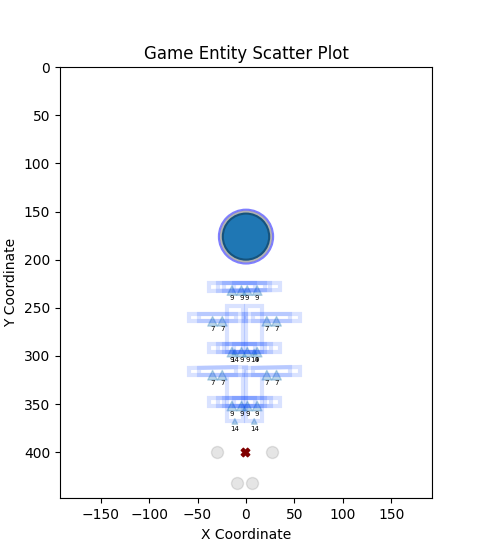 Game Entity Scatter Plot
0
50
100
150
200
250
300
350
400
Y Coordinate
9 9 9 9
7 7 7 7
14 9 9
7 7 7 7
9 9 9 9
14 14
−150 −100 −50 0 50 100 150
X Coordinate